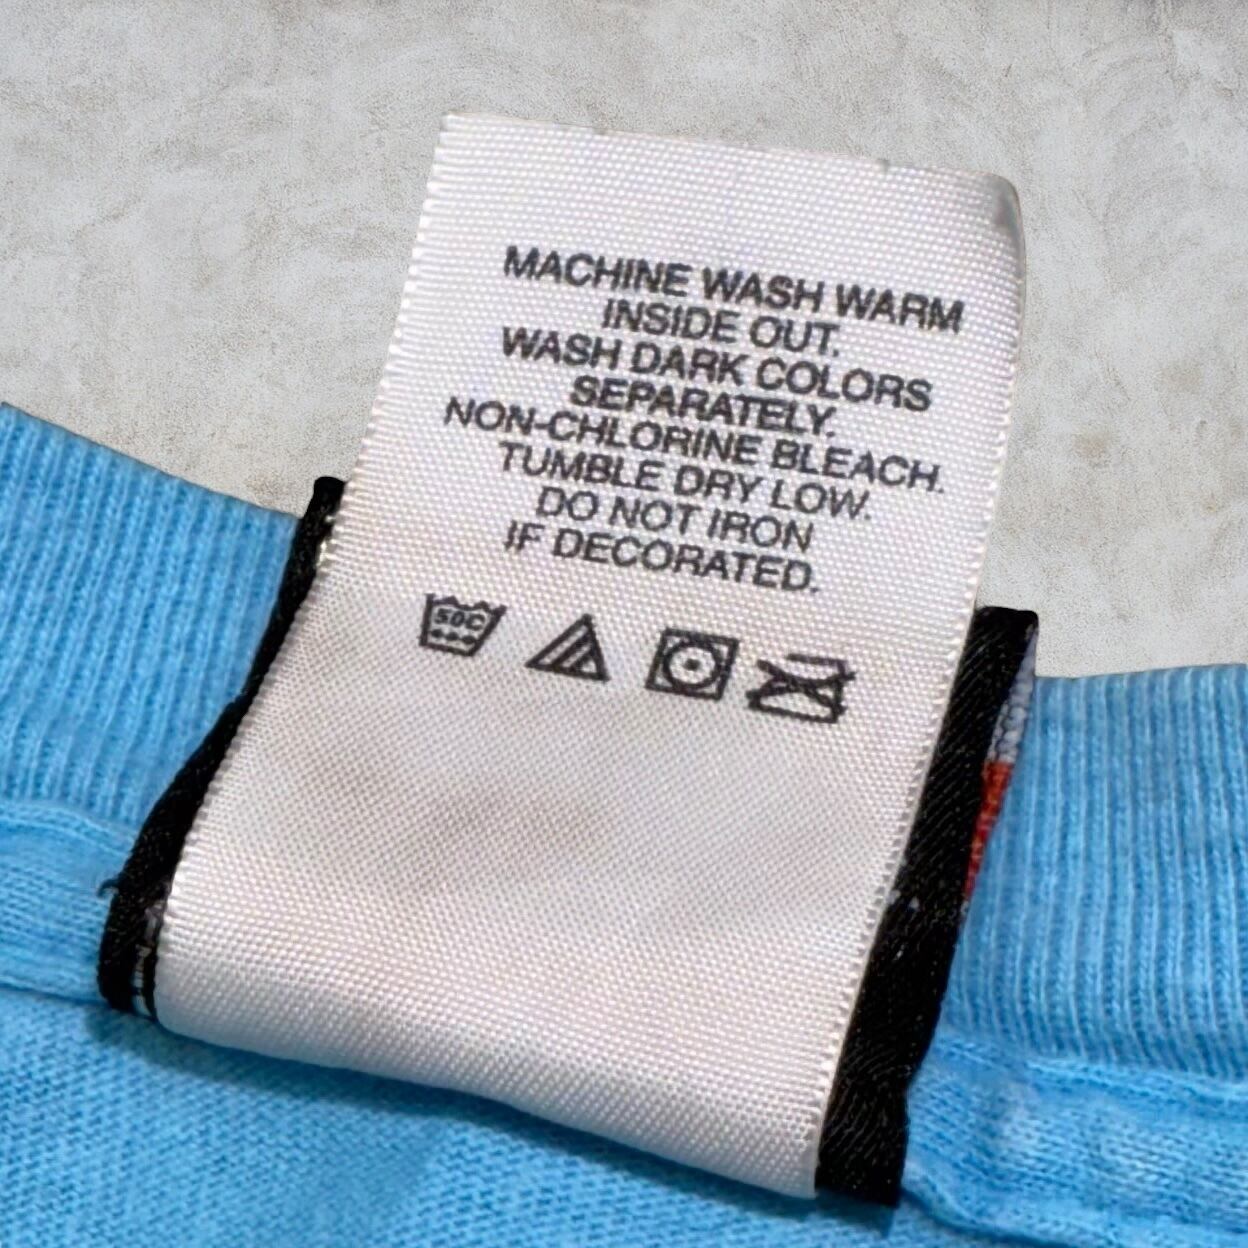 MACHINE WASH WARM
INSIDE OUT.
WASH DARK COLORS
SEPARATELY.
NON-CHLORINE BLEACH.
TUMBLE DRY LOW.
DO NOT IRON
IF DECORATED.
50C